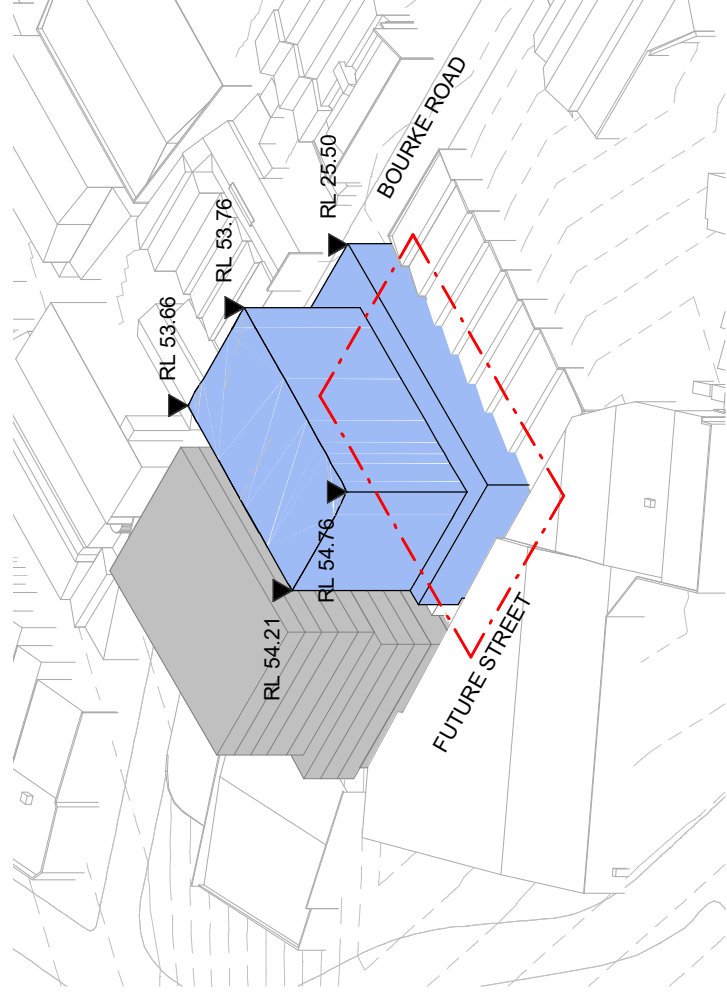 BOURKE ROAD
RL 25.50
RL 53.76
RL 53.66
RL 54.76
RL 54.21
FUTURE STREET